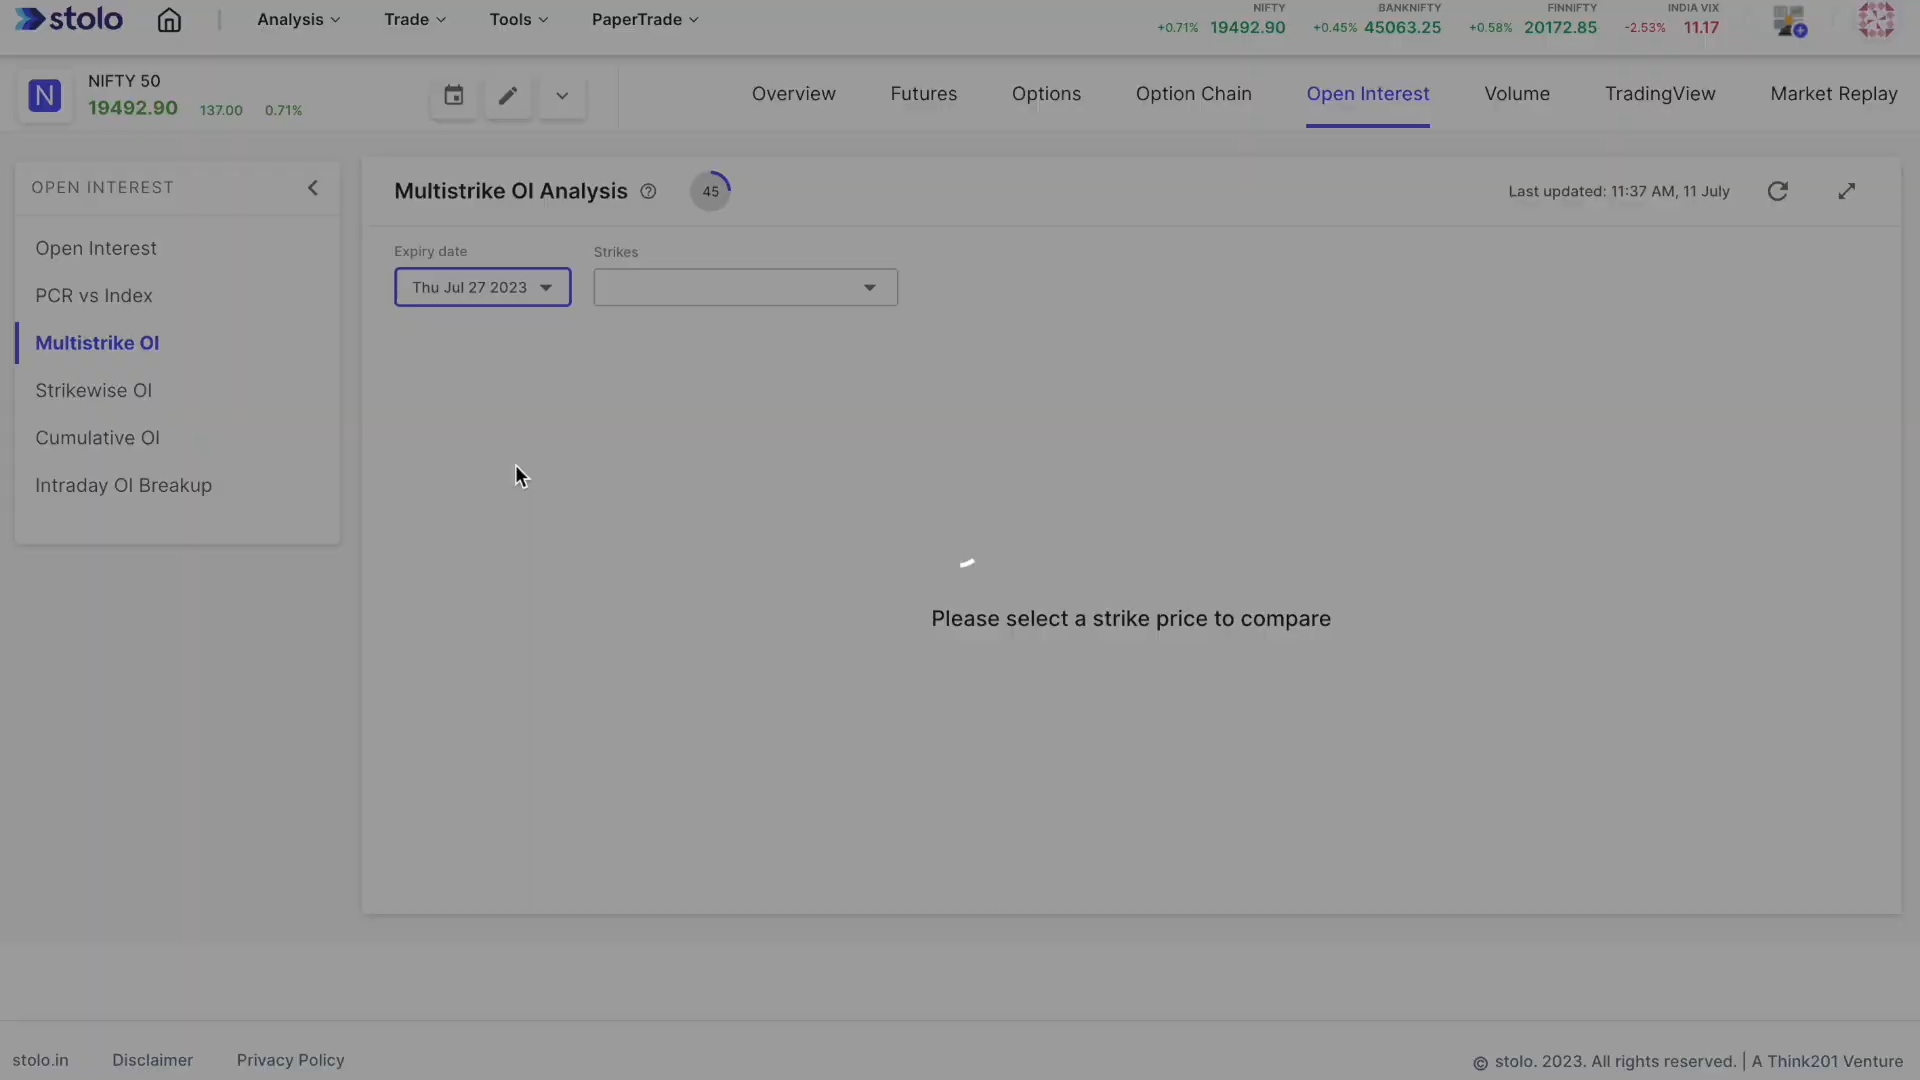 stolo
Analysis
Trade
Tools
PaperTrade
NIFTY
+0.71% 19492.90
BANKNIFTY
+0.45% 45063.25
FINNIFTY
+0.58% 20172.85
INDIA VIX
-2.53% 11.17
N
NIFTY 50
19492.90 137.00 0.71%
Overview
Futures
Options
Option Chain
Open Interest
Volume
TradingView
Market Replay
OPEN INTEREST
Open Interest
PCR vs Index
Multistrike OI
Strikewise OI
Cumulative OI
Intraday OI Breakup
Multistrike OI Analysis
45
Last updated: 11:37 AM, 11 July
Expiry date
Thu Jul 27 2023
Strikes
Please select a strike price to compare
stolo.in
Disclaimer
Privacy Policy
© stolo. 2023. All rights reserved. | A Think201 Venture